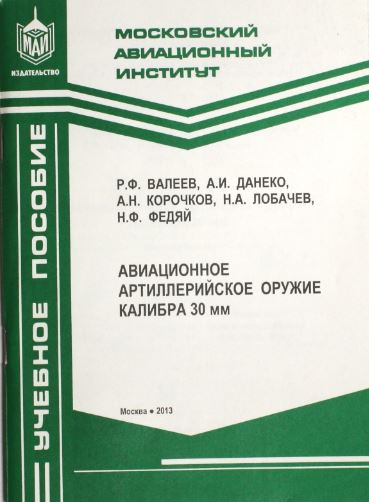 МАИ
ИЗДАТЕЛЬСТВО
МОСКОВСКИЙ
АВИАЦИОННЫЙ
ИНСТИТУТ
УЧЕБНОЕ ПОСОБИЕ
Р.Ф. ВАЛЕЕВ, А.И. ДАНЕКО,
А.Н. КОРОЧКОВ, Н.А. ЛОБАЧЕВ,
Н.Ф. ФЕДЯЙ
АВИАЦИОННОЕ
АРТИЛЛЕРИЙСКОЕ ОРУЖИЕ
КАЛИБРА 30 мм
Москва • 2013